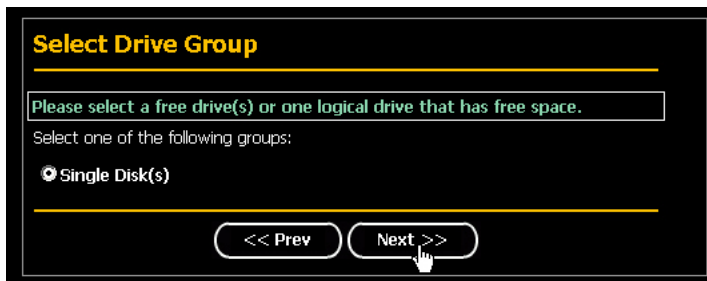 Select Drive Group
Please select a free drive(s) or one logical drive that has free space.
Select one of the following groups:
Single Disk(s)
<< Prev
Next >>